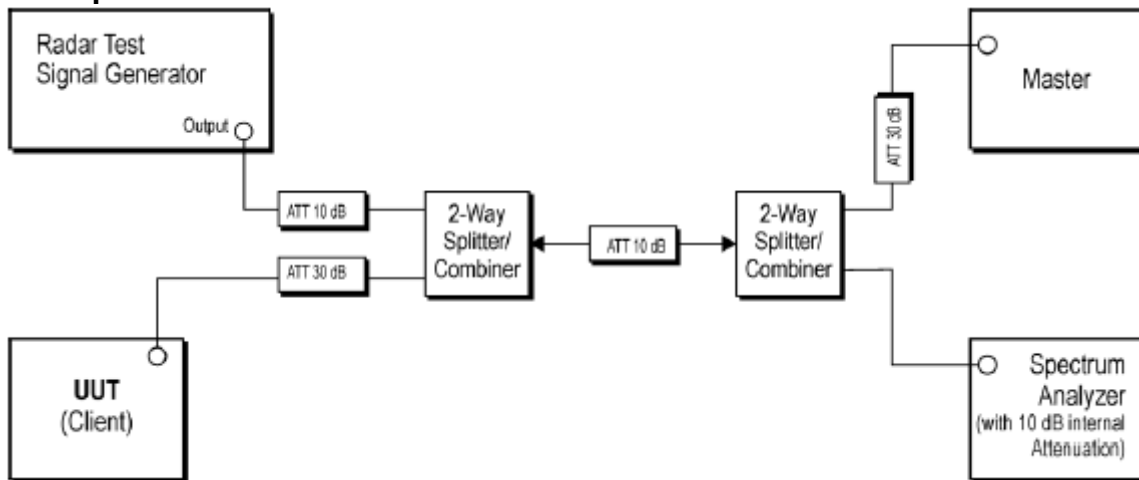 Radar Test
Signal Generator
Output
ATT 10 dB
ATT 30 dB
UUT
(Client)
2-Way
Splitter/
Combiner
ATT 10 dB
2-Way
Splitter/
Combiner
ATT 30 dB
Master
Spectrum
Analyzer
(with 10 dB internal
Attenuation)